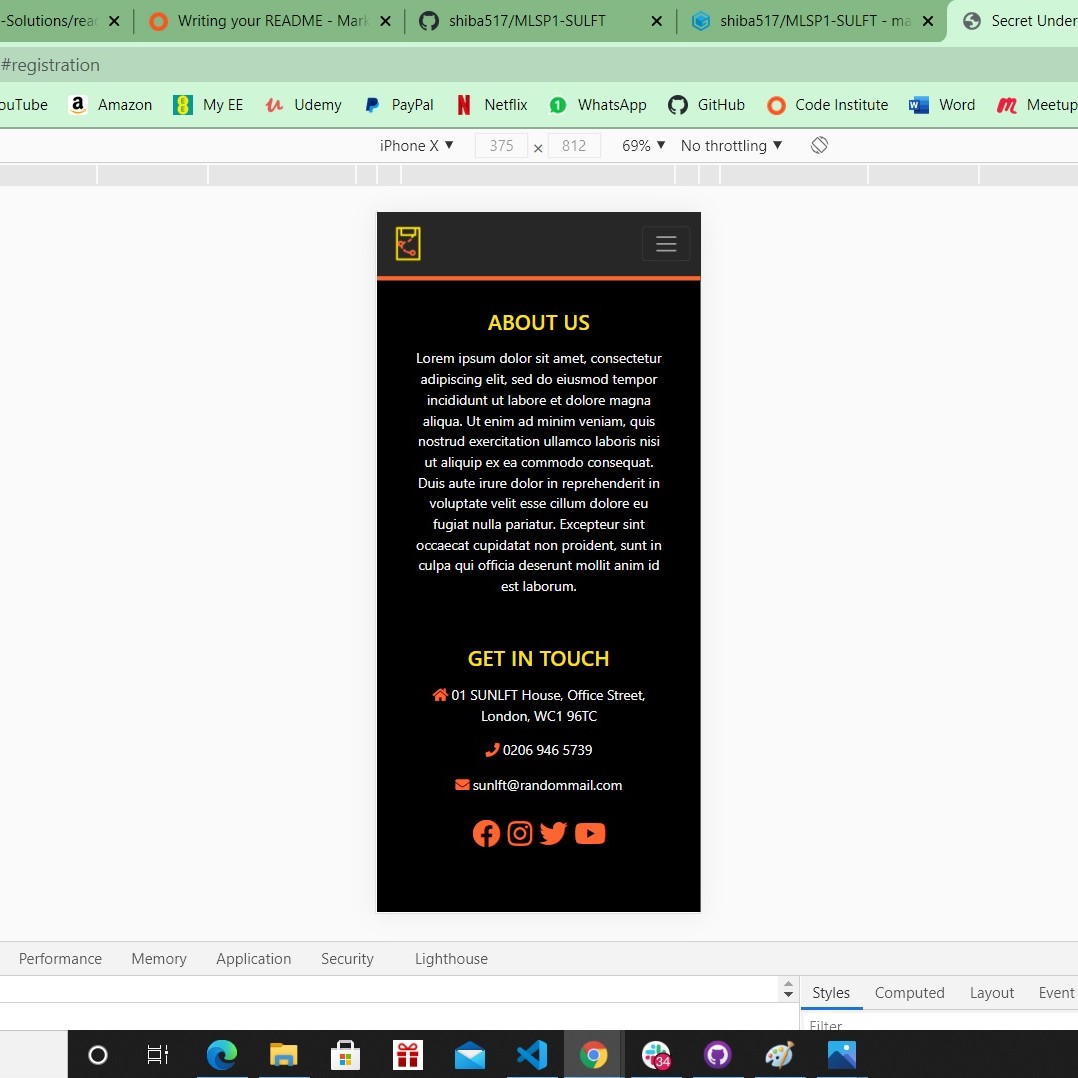 -Solutions/rea
Writing your README - Mark
shiba517/MLSP1-SULFT
shiba517/MLSP1-SULFT - ma
Secret Under
#registration
ouTube
Amazon
My EE
Udemy
PayPal
Netflix
WhatsApp
GitHub
Code Institute
Word
Meetup
iPhone X
375
×
812
69%
No throttling
ABOUT US
Lorem ipsum dolor sit amet, consectetur
adipiscing elit, sed do eiusmod tempor
incididunt ut labore et dolore magna
aliqua. Ut enim ad minim veniam, quis
nostrud exercitation ullamco laboris nisi
ut aliquip ex ea commodo consequat.
Duis aute irure dolor in reprehenderit in
voluptate velit esse cillum dolore eu
fugiat nulla pariatur. Excepteur sint
occaecat cupidatat non proident, sunt in
culpa qui officia deserunt mollit anim id
est laborum.
GET IN TOUCH
01 SUNLFT House, Office Street,
London, WC1 96TC
0206 946 5739
sunlft@randommail.com
Performance
Memory
Application
Security
Lighthouse
Styles
Computed
Layout
Event
Filter
34